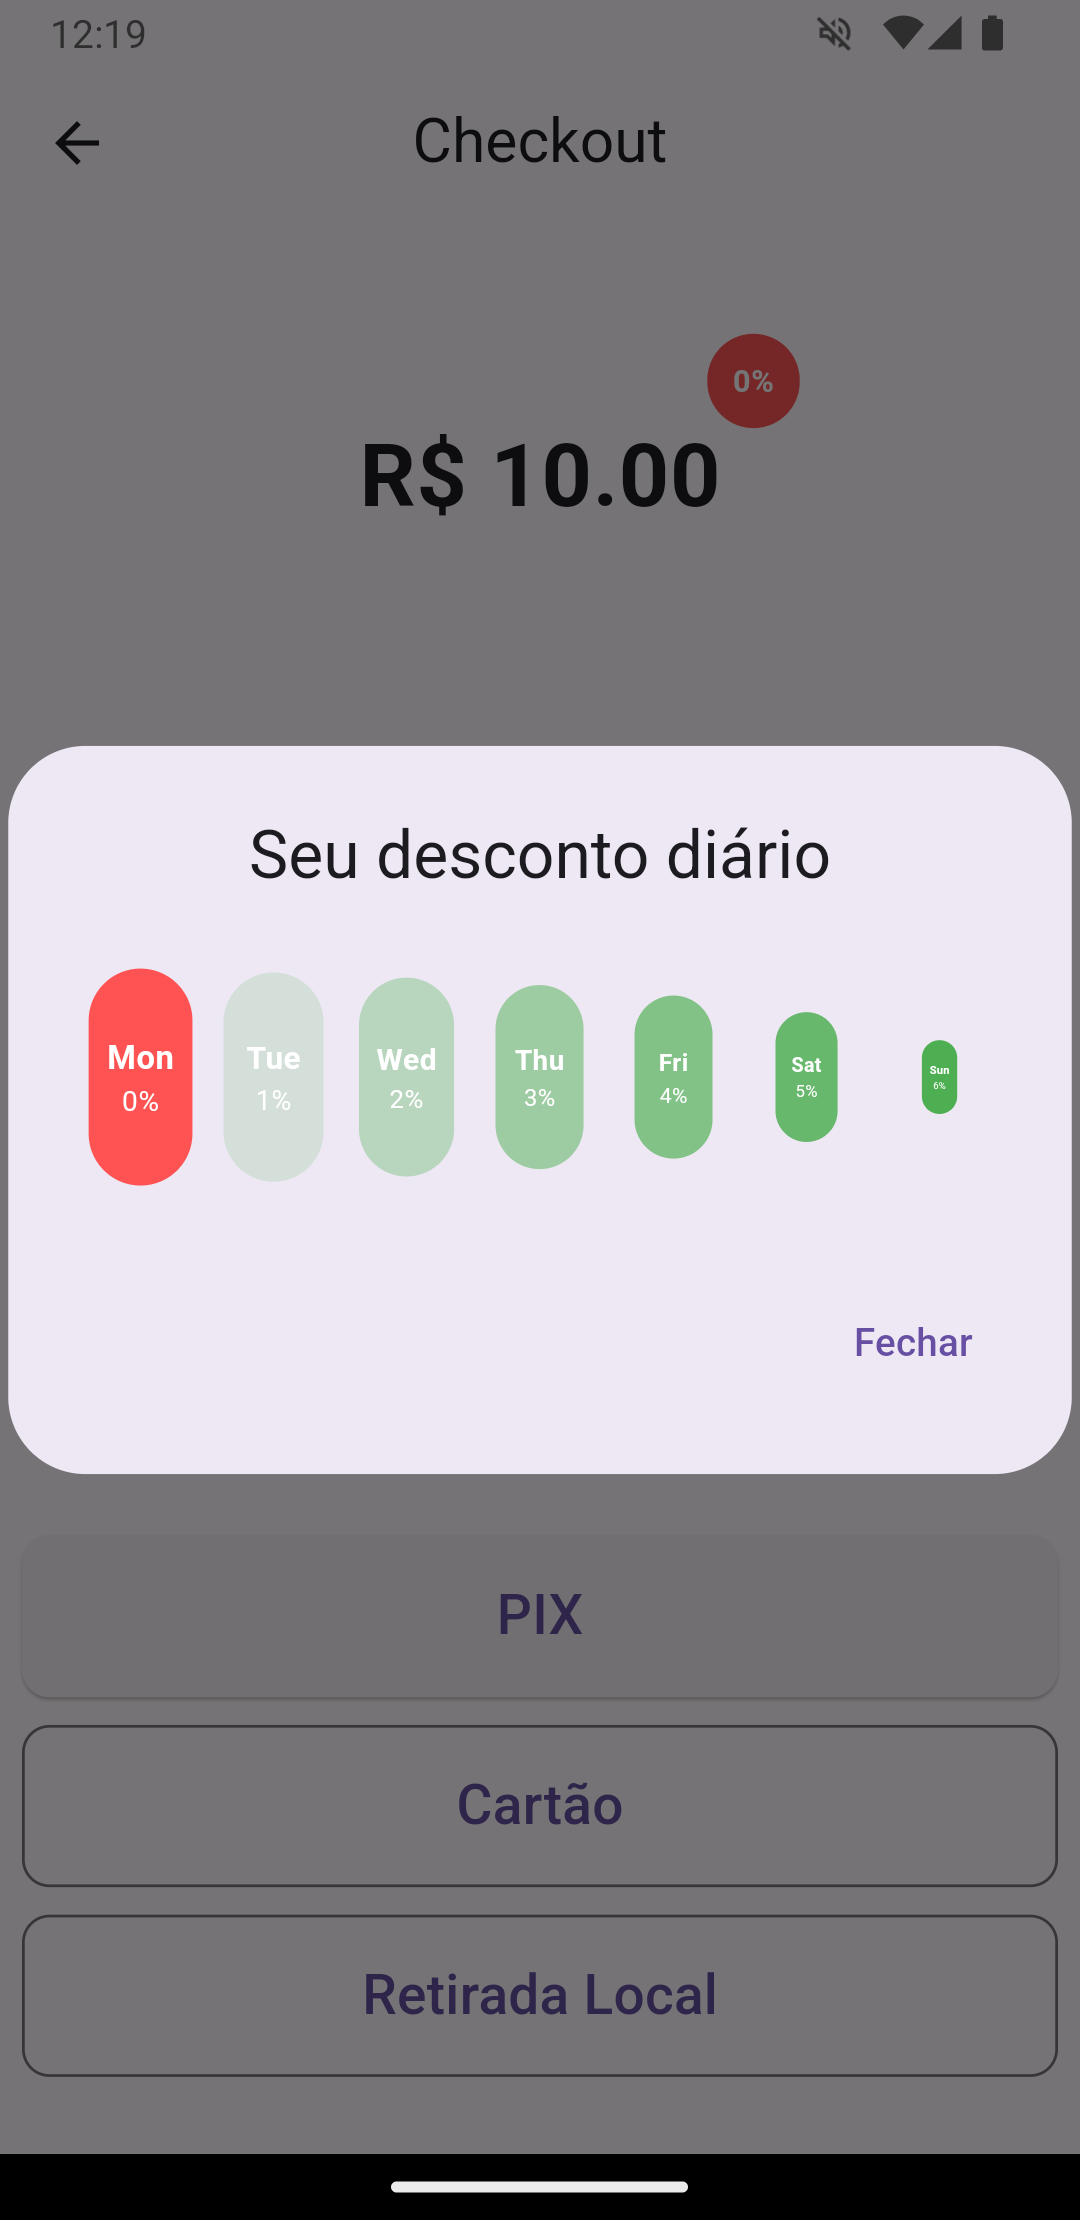 12:19
Checkout
0%
R$ 10.00
Seu desconto diário
Mon Tue Wed Thu Fri Sat Sun
0% 1% 2% 3% 4% 5% 6%
Fechar
PIX
Cartão
Retirada Local